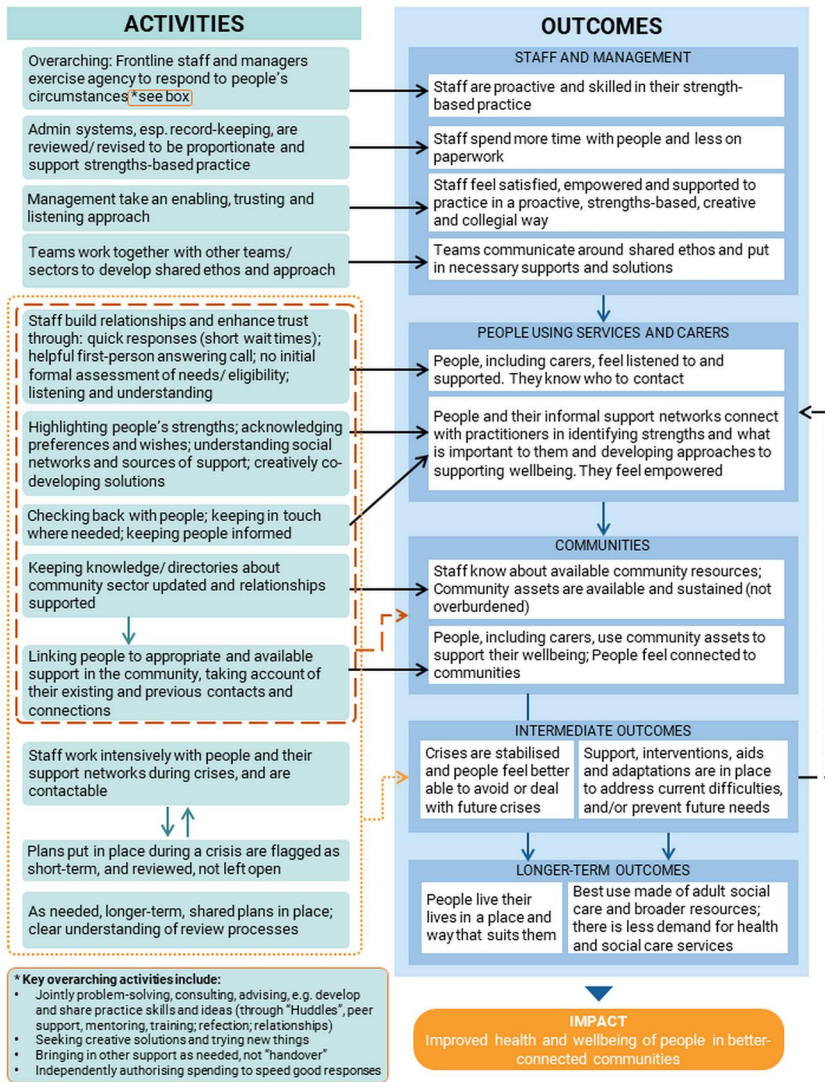 ACTIVITIES
Overarching: Frontline staff and managers
exercise agency to respond to people's
circumstances *see box
Admin systems, esp. record-keeping, are
reviewed/ revised to be proportionate and
support strengths-based practice
Management take an enabling, trusting and
listening approach
Teams work together with other teams/
sectors to develop shared ethos and approach
Staff build relationships and enhance trust
through: quick responses (short wait times);
helpful first-person answering call; no initial
formal assessment of needs/ eligibility;
listening and understanding
Highlighting people's strengths; acknowledging
preferences and wishes; understanding social
networks and sources of support; creatively co-
developing solutions
Checking back with people; keeping in touch
where needed; keeping people informed
Keeping knowledge/ directories about
community sector updated and relationships
supported
Linking people to appropriate and available
support in the community, taking account of
their existing and previous contacts and
connections
Staff work intensively with people and their
support networks during crises, and are
contactable
Plans put in place during a crisis are flagged as
short-term, and reviewed, not left open
As needed, longer-term, shared plans in place;
clear understanding of review processes
* Key overarching activities include:
• Jointly problem-solving, consulting, advising, e.g. develop
and share practice skills and ideas (through "Huddles", peer
support, mentoring, training; refection; relationships)
• Seeking creative solutions and trying new things
• Bringing in other support as needed, not "handover"
• Independently authorising spending to speed good responses
OUTCOMES
STAFF AND MANAGEMENT
Staff are proactive and skilled in their strength-
based practice
Staff spend more time with people and less on
paperwork
Staff feel satisfied, empowered and supported to
practice in a proactive, strengths-based, creative
and collegial way
Teams communicate around shared ethos and put
in necessary supports and solutions
PEOPLE USING SERVICES AND CARERS
People, including carers, feel listened to and
supported. They know who to contact
People and their informal support networks connect
with practitioners in identifying strengths and what
is important to them and developing approaches to
supporting wellbeing. They feel empowered
COMMUNITIES
Staff know about available community resources;
Community assets are available and sustained (not
overburdened)
People, including carers, use community assets to
support their wellbeing; People feel connected to
communities
INTERMEDIATE OUTCOMES
Crises are stabilised
and people feel better
able to avoid or deal
with future crises
Support, interventions, aids
and adaptations are in place
to address current difficulties,
and/or prevent future needs
LONGER-TERM OUTCOMES
People live their
lives in a place and
way that suits them
Best use made of adult social
care and broader resources;
there is less demand for health
and social care services
IMPACT
Improved health and wellbeing of people in better-
connected communities